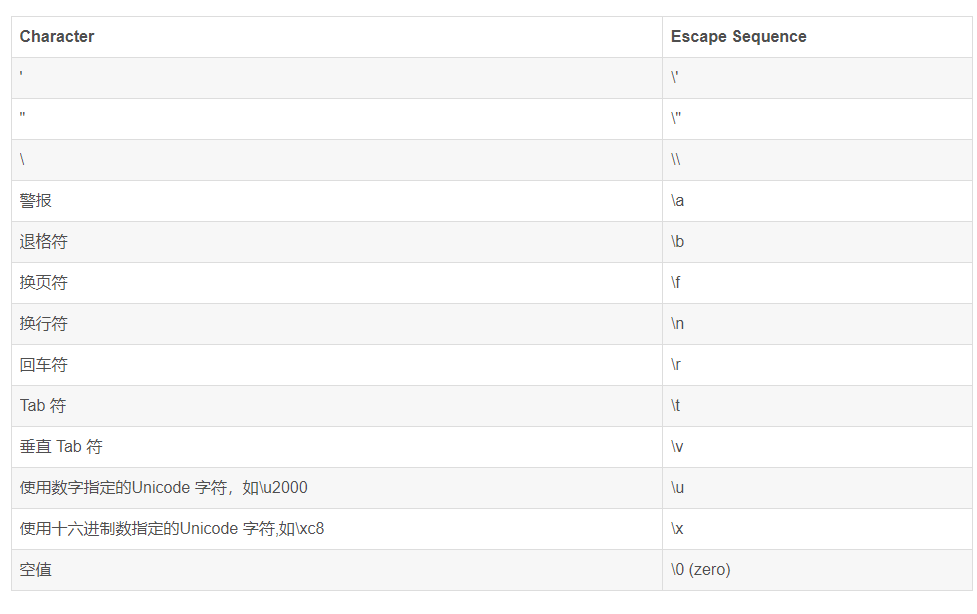 Character Escape Sequence
' \'
" \"
\ \\
警报 \a
退格符 \b
换页符 \f
换行符 \n
回车符 \r
Tab 符 \t
垂直 Tab 符 \v
使用数字指定的Unicode 字符，如\u2000 \u
使用十六进制数指定的Unicode 字符,如\xc8 \x
空值 \0 (zero)